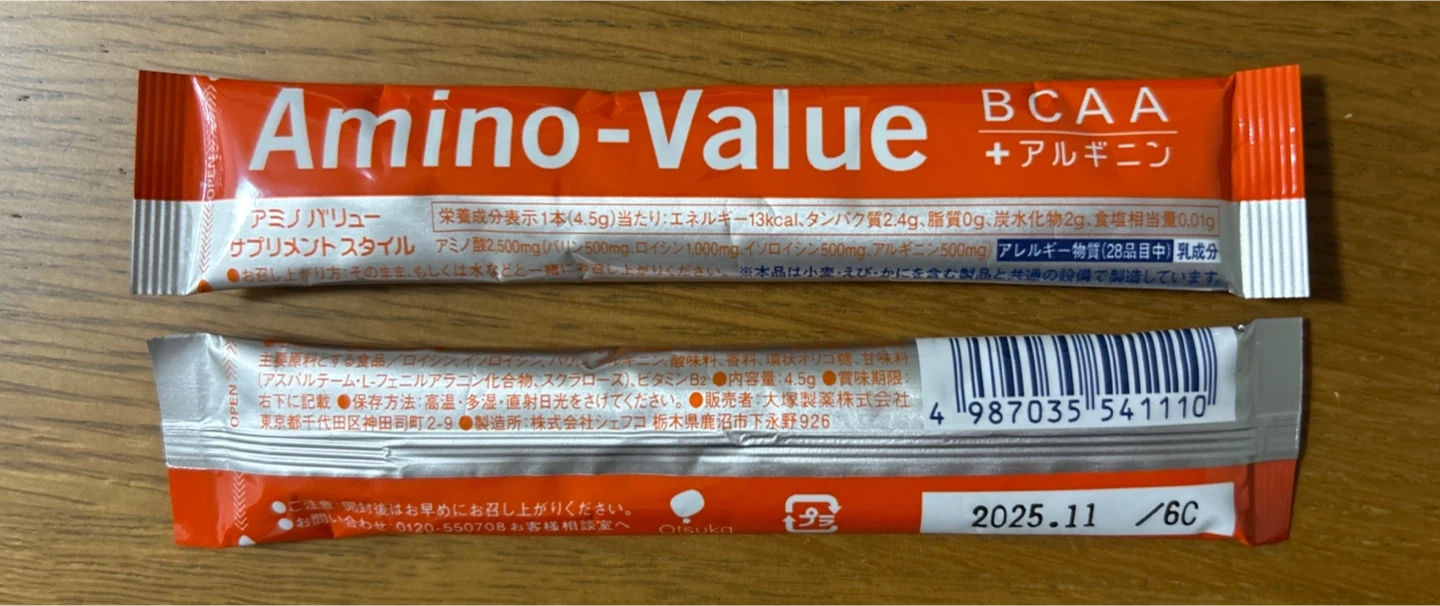 Amino-Value
BCAA
+アルギニン
OPEN
アミノ バリュー
サプリメント スタイル
栄養成分表示1本(4.5g)当たり:エネルギー13kcal、タンパク質2.4g、脂質0g、炭水化物2g、食塩相当量0.01g
アミノ酸2,500mg(バリン500mg、ロイシン1,000mg、イソロイシン500mg、アルギニン500mg)
アレルギー物質(28品目中) 乳成分
●お召し上がり方:そのまま、もしくは水などと一緒にお召し上がりください。 ※本品は小麦・えび・かにを含む製品と共通の設備で製造しています。
OPEN
主要原料とする食品/ロイシン、イソロイシン、バリン、アルギニン、酸味料、香料、環状オリゴ糖、甘味料
(アスパルテーム・L-フェニルアラニン化合物、スクラロース)、ビタミンB2 ●内容量:4.5g ●賞味期限:
右下に記載 ●保存方法:高温・多湿・直射日光をさけてください。 ●販売者:大塚製薬株式会社
東京都千代田区神田司町2-9 ●製造所:株式会社シェフコ 栃木県鹿沼市下永野926
4 987035 541110
●ご注意:開封後はお早めにお召し上がりください。
●お問い合わせ:0120-550708 お客様相談室へ
Otsuka
プラ
2025.11 /6C